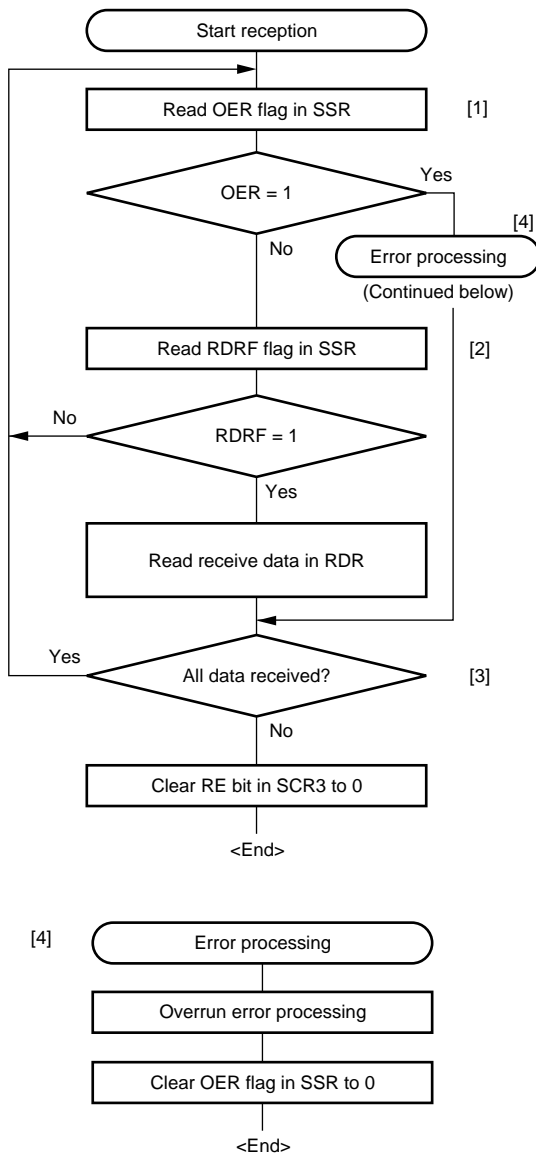 Start reception
Read OER flag in SSR
[1]
OER = 1
Yes
No
[4]
Error processing
(Continued below)
Read RDRF flag in SSR
[2]
No
RDRF = 1
Yes
Read receive data in RDR
Yes
All data received?
[3]
No
Clear RE bit in SCR3 to 0
<End>
[4]
Error processing
Overrun error processing
Clear OER flag in SSR to 0
<End>